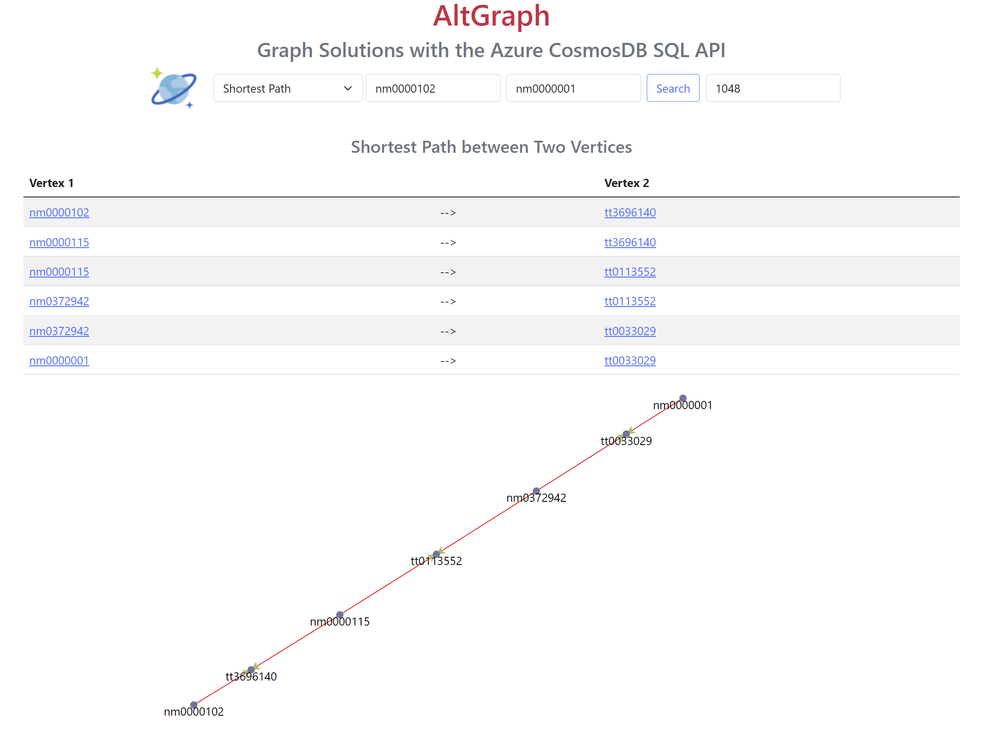 AltGraph
Graph Solutions with the Azure CosmosDB SQL API
Shortest Path nm0000102 nm0000001 Search 1048
Shortest Path between Two Vertices
Vertex 1 Vertex 2
nm0000102 --> tt3696140
nm0000115 --> tt3696140
nm0000115 --> tt0113552
nm0372942 --> tt0113552
nm0372942 --> tt0033029
nm0000001 --> tt0033029
nm0000001
tt0033029
nm0372942
tt0113552
nm0000115
tt3696140
nm0000102